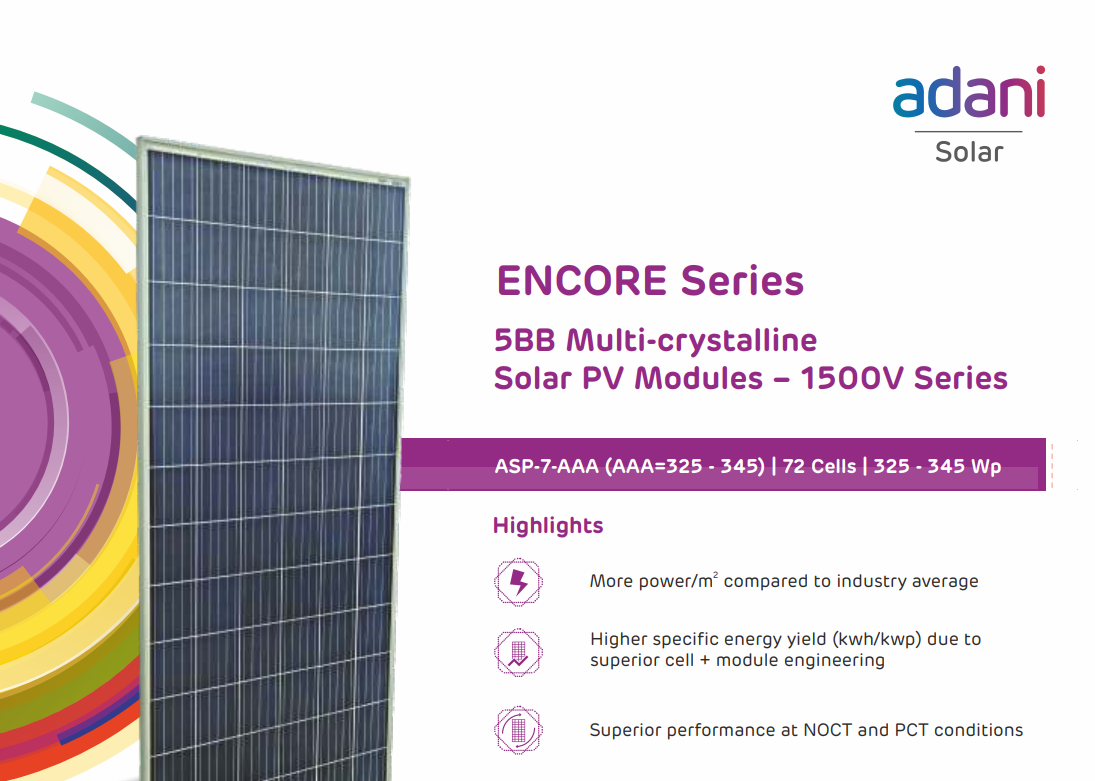 adani
Solar
ENCORE Series
5BB Multi-crystalline
Solar PV Modules – 1500V Series
ASP-7-AAA (AAA=325 - 345) | 72 Cells | 325 - 345 Wp
Highlights
More power/m² compared to industry average
Higher specific energy yield (kwh/kwp) due to
superior cell + module engineering
Superior performance at NOCT and PCT conditions